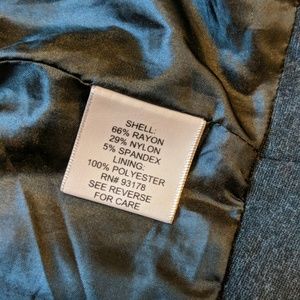 SHELL:
66% RAYON
29% NYLON
5% SPANDEX
LINING:
100% POLYESTER
RN# 93178
SEE REVERSE
FOR CARE